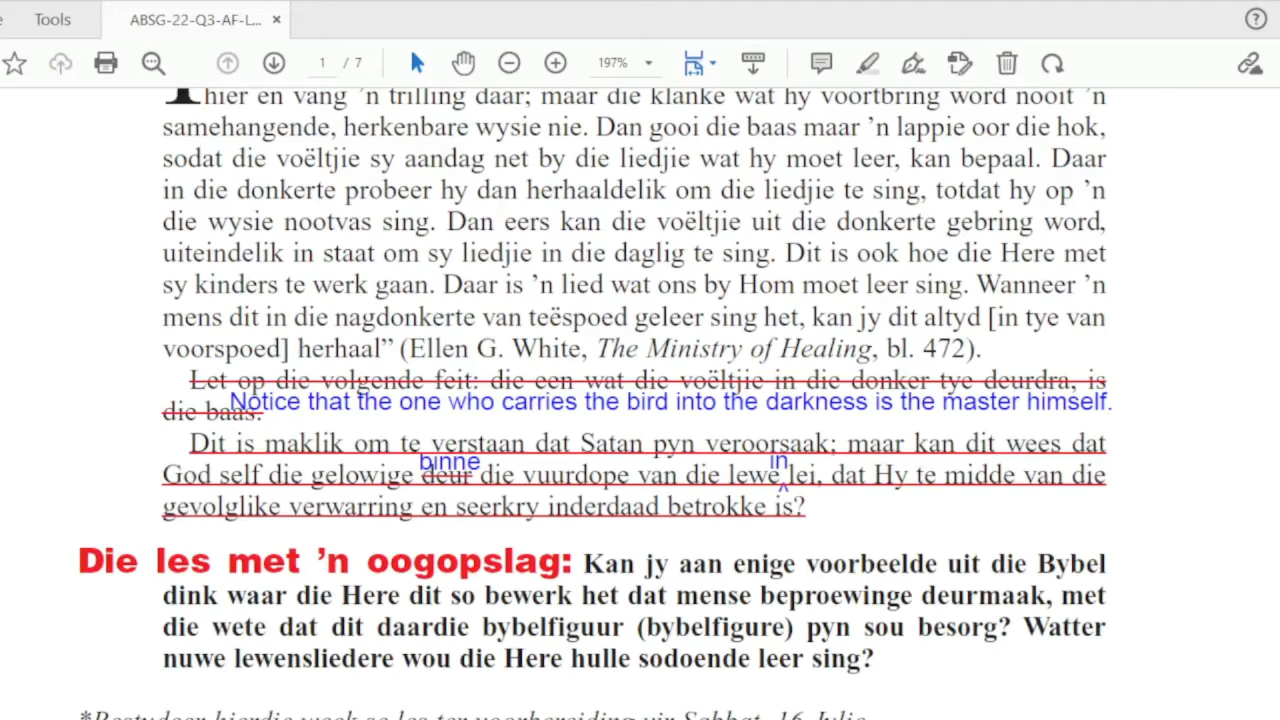 Tools
ABSG-22-Q3-AF-L... ×
1 / 7
197%
hier en vang ’n trilling daar; maar die klanke wat hy voortbring word nooit ’n
samehangende, herkenbare wysie nie. Dan gooi die baas maar ’n lappie oor die hok,
sodat die voëltjie sy aandag net by die liedjie wat hy moet leer, kan bepaal. Daar
in die donkerte probeer hy dan herhaaldelik om die liedjie te sing, totdat hy op ’n
die wysie nootvas sing. Dan eers kan die voëltjie uit die donkerte gebring word,
uiteindelik in staat om sy liedjie in die daglig te sing. Dit is ook hoe die Here met
sy kinders te werk gaan. Daar is ’n lied wat ons by Hom moet leer sing. Wanneer ’n
mens dit in die nagdonkerte van teëspoed geleer sing het, kan jy dit altyd [in tye van
voorspoed] herhaal” (Ellen G. White, The Ministry of Healing, bl. 472).
Let op die volgende feit: die een wat die voëltjie in die donker tye deurdra, is
Notice that the one who carries the bird into the darkness is the master himself.
die baas.
Dit is maklik om te verstaan dat Satan pyn veroorsaak; maar kan dit wees dat
binne in
God self die gelowige deur die vuurdope van die lewe lei, dat Hy te midde van die
gevolglike verwarring en seerkry inderdaad betrokke is?
Die les met ’n oogopslag: Kan jy aan enige voorbeelde uit die Bybel
dink waar die Here dit so bewerk het dat mense beproewinge deurmaak, met
die wete dat dit daardie bybelfiguur (bybelfigure) pyn sou besorg? Watter
nuwe lewensliedere wou die Here hulle sodoende leer sing?
*Bestudeer hierdie week se les ter voorbereiding vir Sabbat, 16 Julie